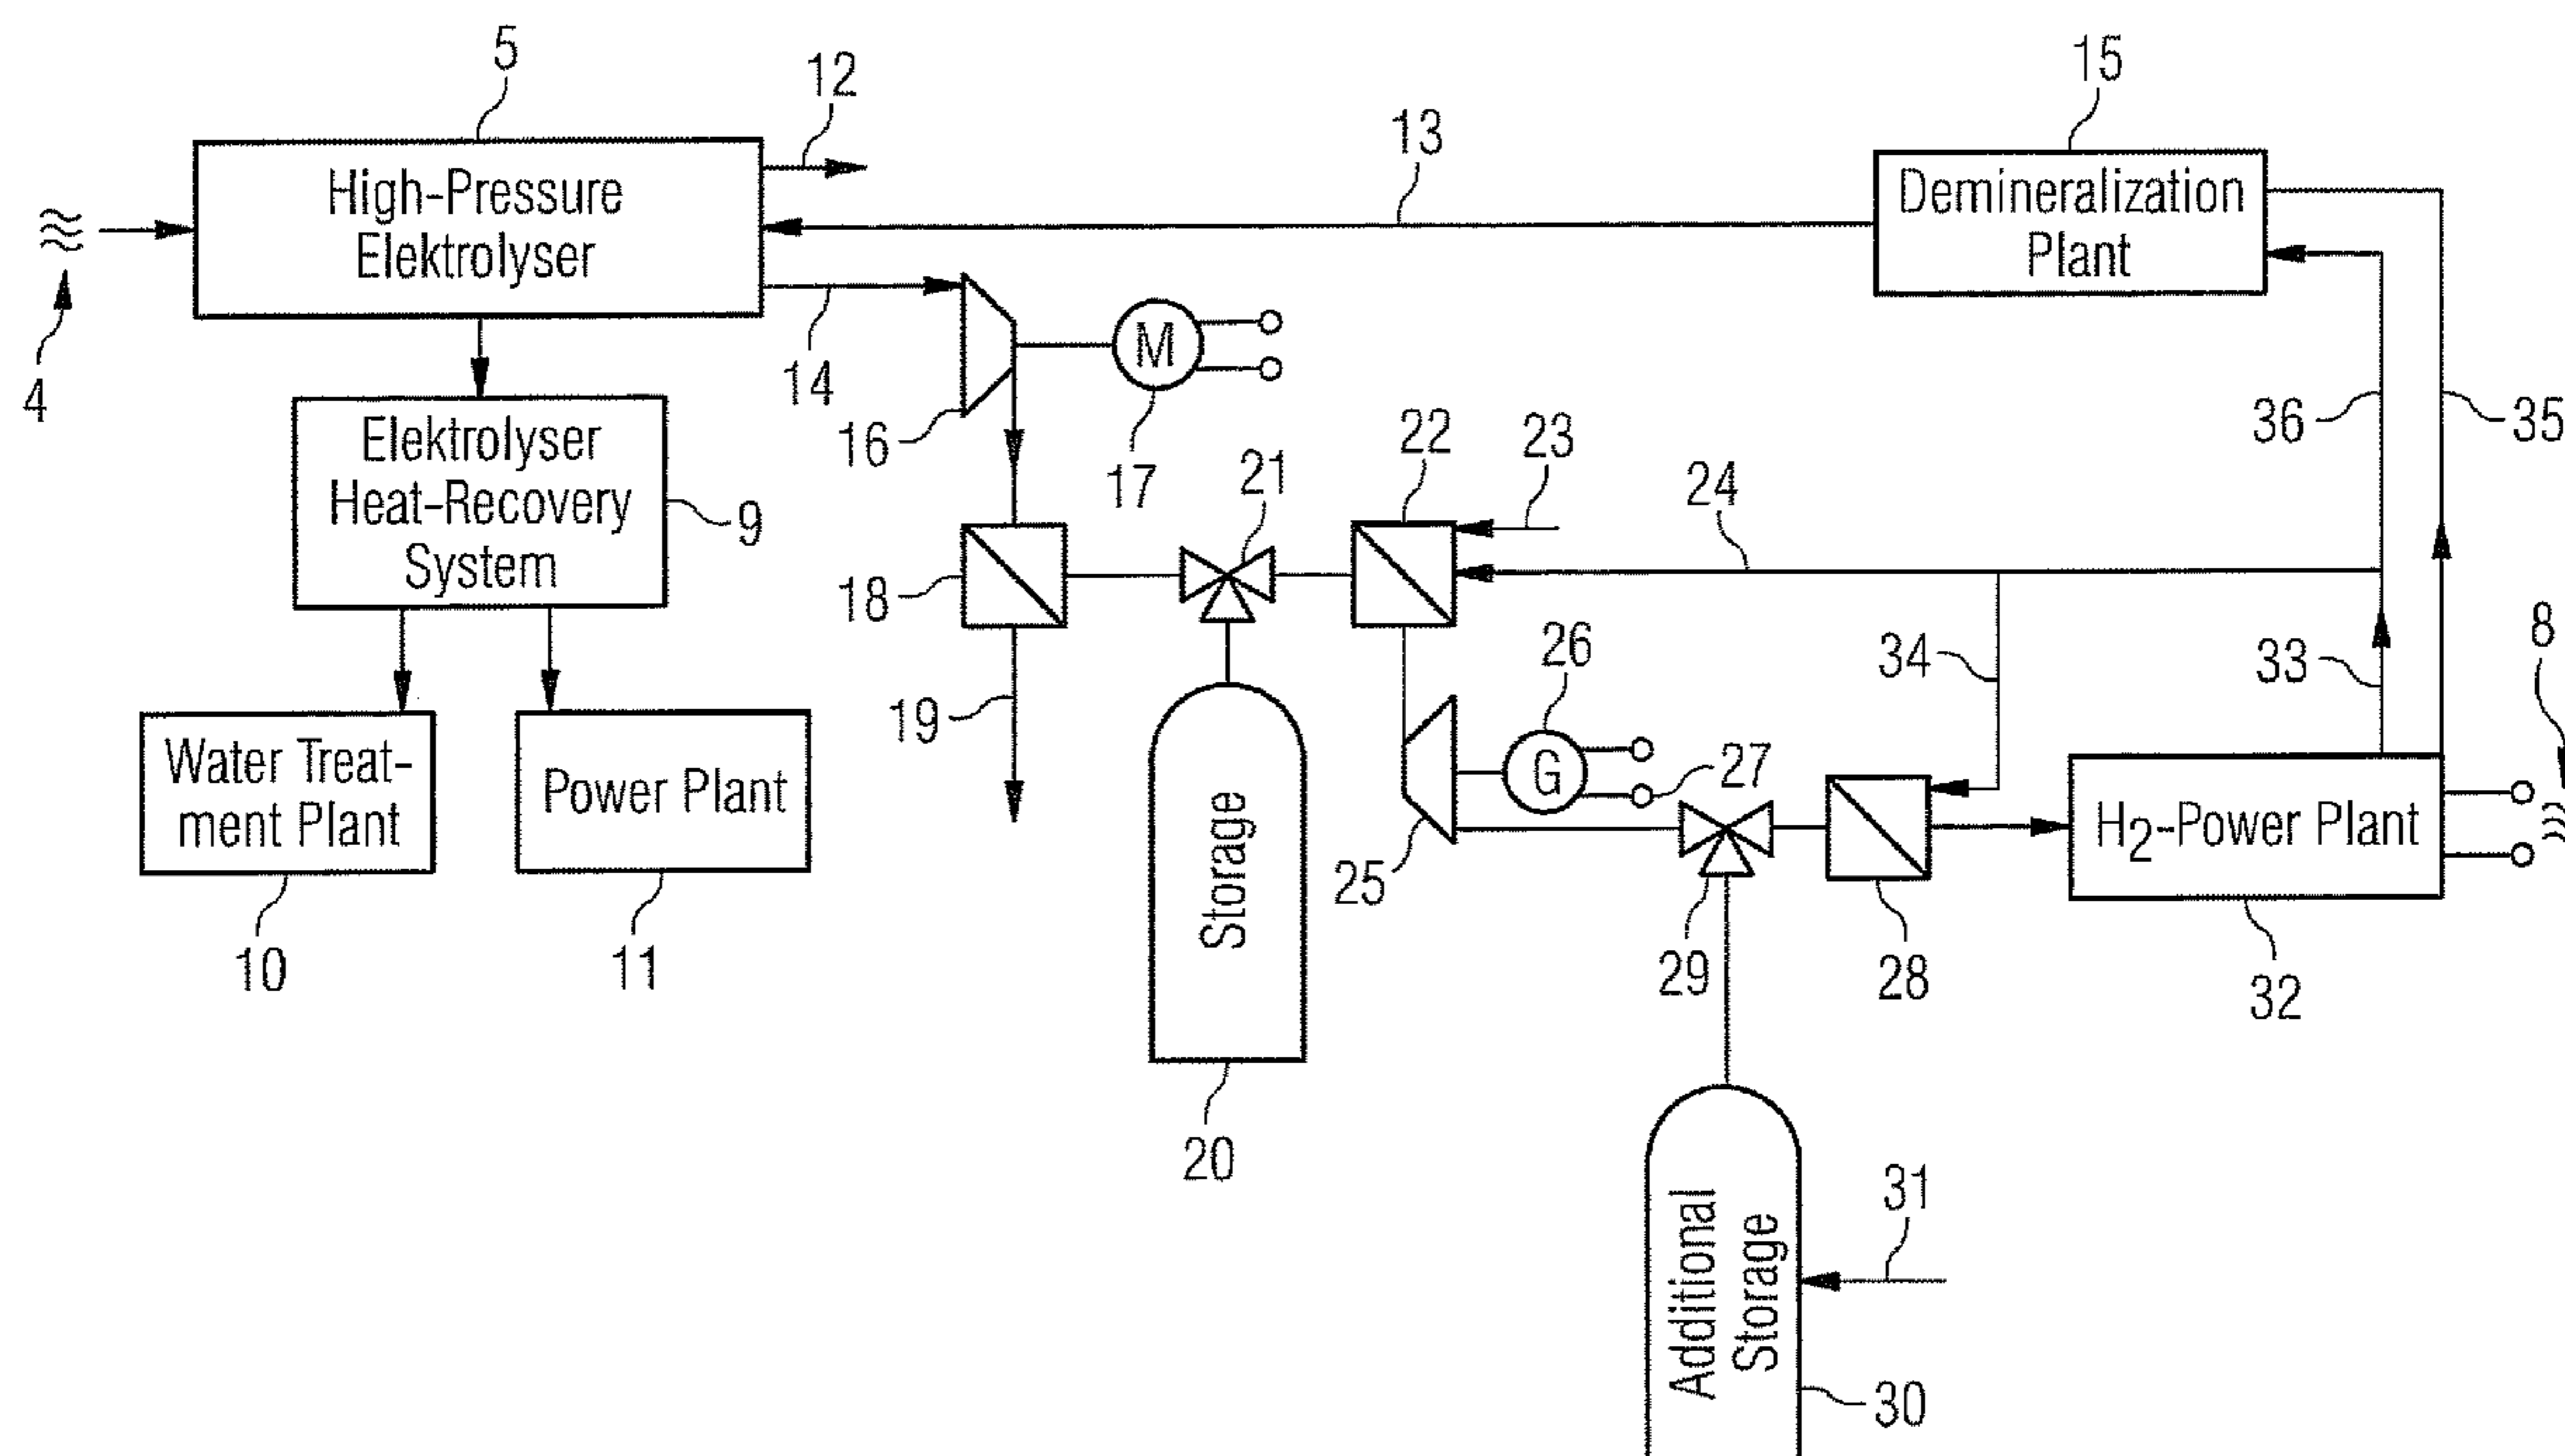 5
12
15
13
High-Pressure
Elektrolyser
Demineralization
Plant
4
14
M
16
17
36
35
Elektrolyser
Heat-Recovery
System
9
22
23
21
24
18
26
34
33
8
19
Water Treat-
ment Plant
Power Plant
G
27
H2-Power Plant
Storage
25
10
11
29
28
32
20
31
Additional
Storage
30